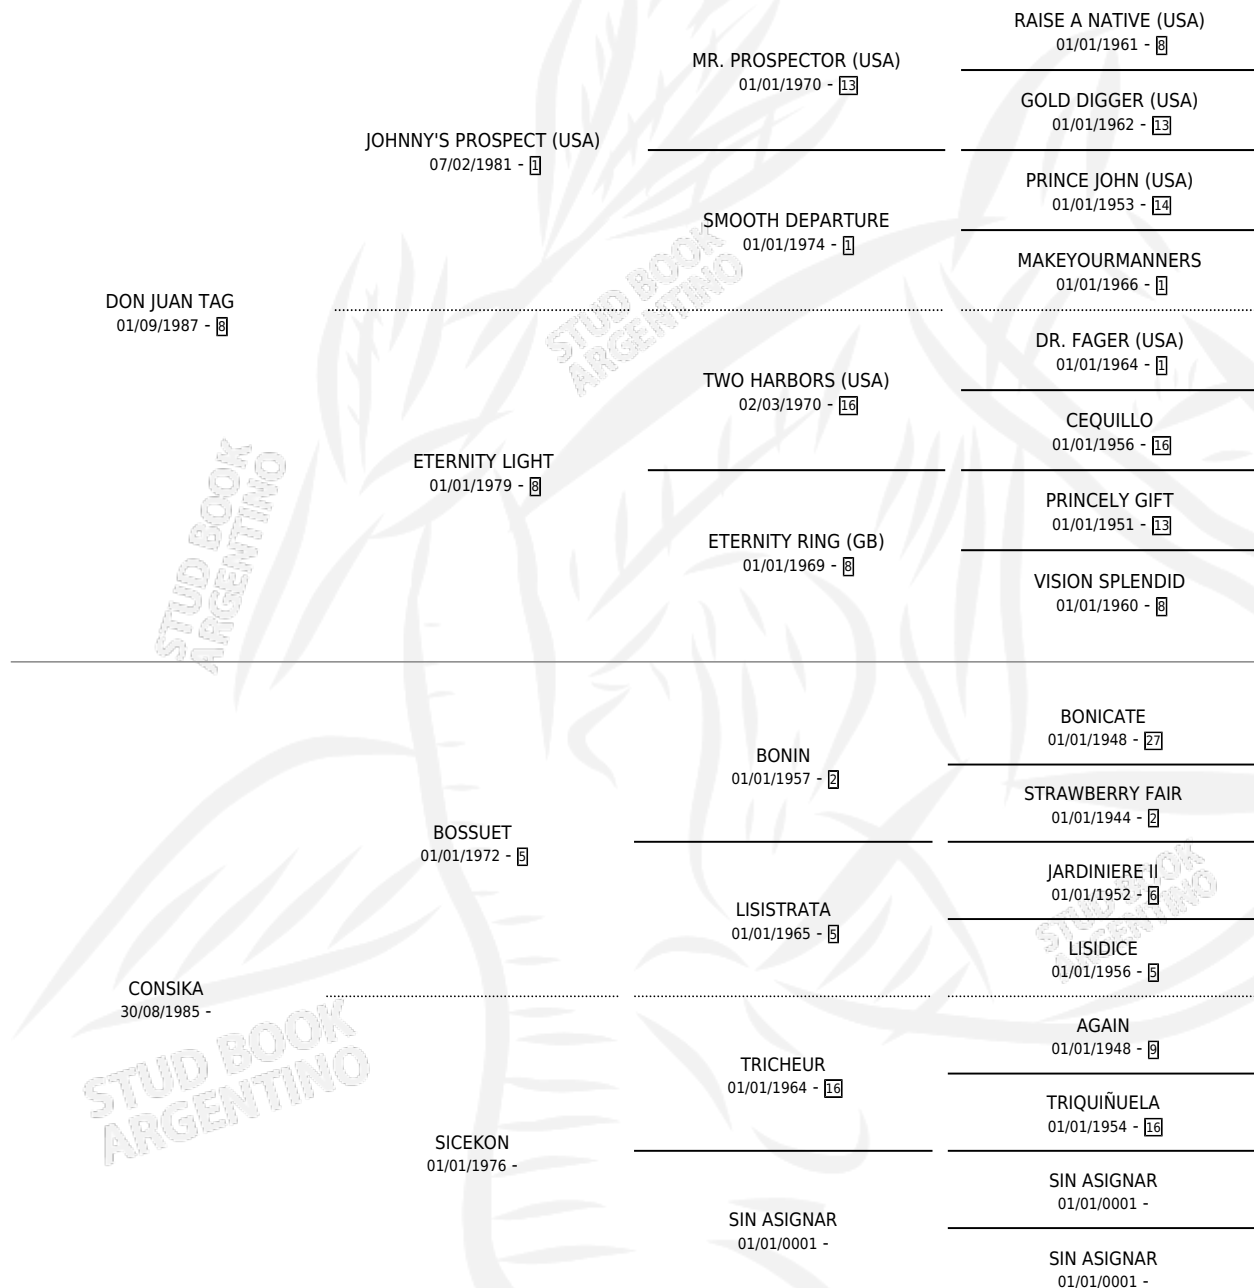 RAISE A NATIVE (USA)
01/01/1961 - 8
MR. PROSPECTOR (USA)
01/01/1970 - 13
GOLD DIGGER (USA)
01/01/1962 - 13
JOHNNY'S PROSPECT (USA)
07/02/1981 - 1
PRINCE JOHN (USA)
01/01/1953 - 14
SMOOTH DEPARTURE
01/01/1974 - 1
MAKEYOURMANNERS
01/01/1966 - 1
DON JUAN TAG
01/09/1987 - 8
DR. FAGER (USA)
01/01/1964 - 1
TWO HARBORS (USA)
02/03/1970 - 16
CEQUILLO
01/01/1956 - 16
ETERNITY LIGHT
01/01/1979 - 8
PRINCELY GIFT
01/01/1951 - 13
ETERNITY RING (GB)
01/01/1969 - 8
VISION SPLENDID
01/01/1960 - 8
BONICATE
01/01/1948 - 27
BONIN
01/01/1957 - 2
STRAWBERRY FAIR
01/01/1944 - 2
BOSSUET
01/01/1972 - 5
JARDINIERE II
01/01/1952 - 6
LISISTRATA
01/01/1965 - 5
LISIDICE
01/01/1956 - 5
CONSIKA
30/08/1985 -
AGAIN
01/01/1948 - 9
TRICHEUR
01/01/1964 - 16
TRIQUIÑUELA
01/01/1954 - 16
SICEKON
01/01/1976 -
SIN ASIGNAR
01/01/0001 -
SIN ASIGNAR
01/01/0001 -
SIN ASIGNAR
01/01/0001 -
STUD BOOK
ARGENTINO
STUD BOOK
ARGENTINO
STUD BOOK
ARGENTINO
STUD BOOK
ARGENTINO